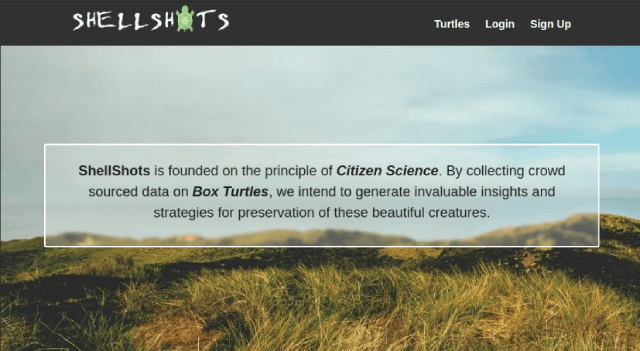 SHELLSHOTS
Turtles Login Sign Up
ShellShots is founded on the principle of Citizen Science. By collecting crowd
sourced data on Box Turtles, we intend to generate invaluable insights and
strategies for preservation of these beautiful creatures.